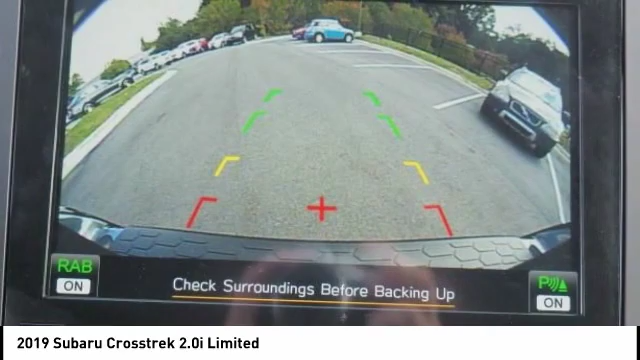 RAB
ON
Check Surroundings Before Backing Up
P
ON
2019 Subaru Crosstrek 2.0i Limited